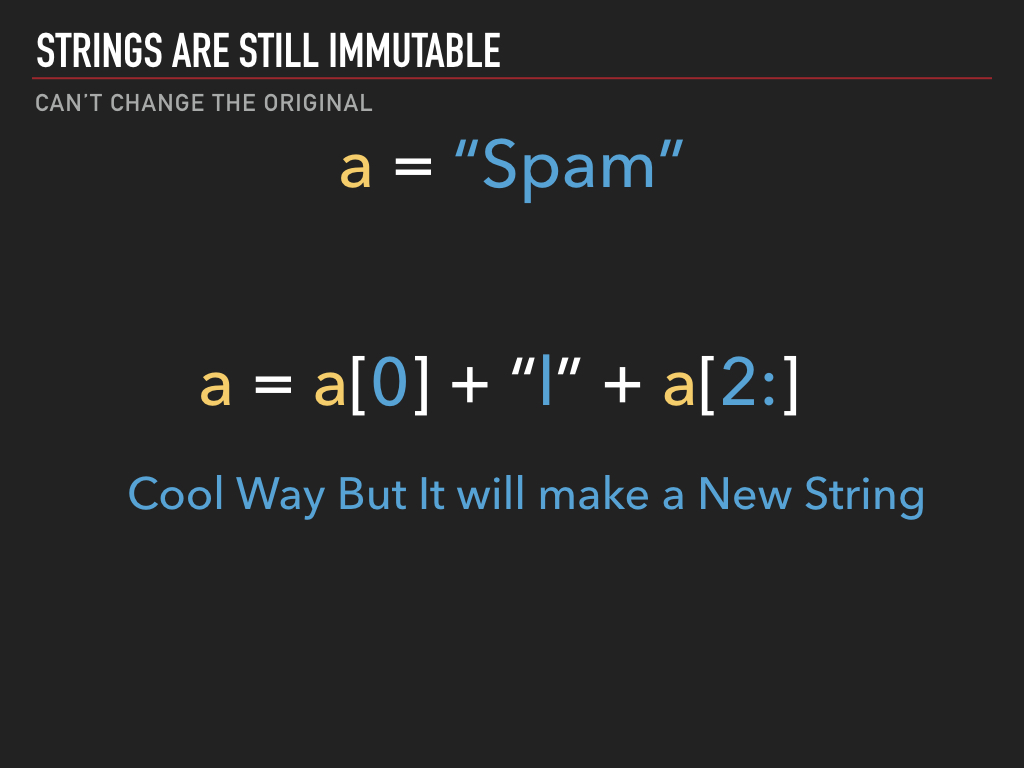 STRINGS ARE STILL IMMUTABLE
CAN’T CHANGE THE ORIGINAL
a = “Spam”
a = a[0] + “l” + a[2:]
Cool Way But It will make a New String